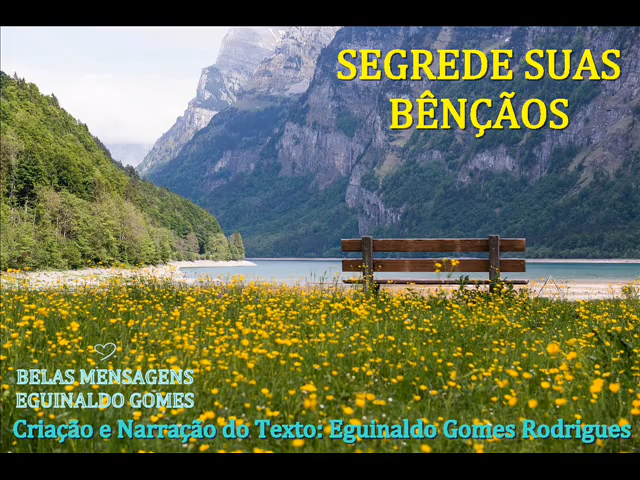 SEGREDE SUAS
BÊNÇÃOS
BELAS MENSAGENS
EGUINALDO GOMES
Criação e Narração do Texto: Eguinaldo Gomes Rodrigues